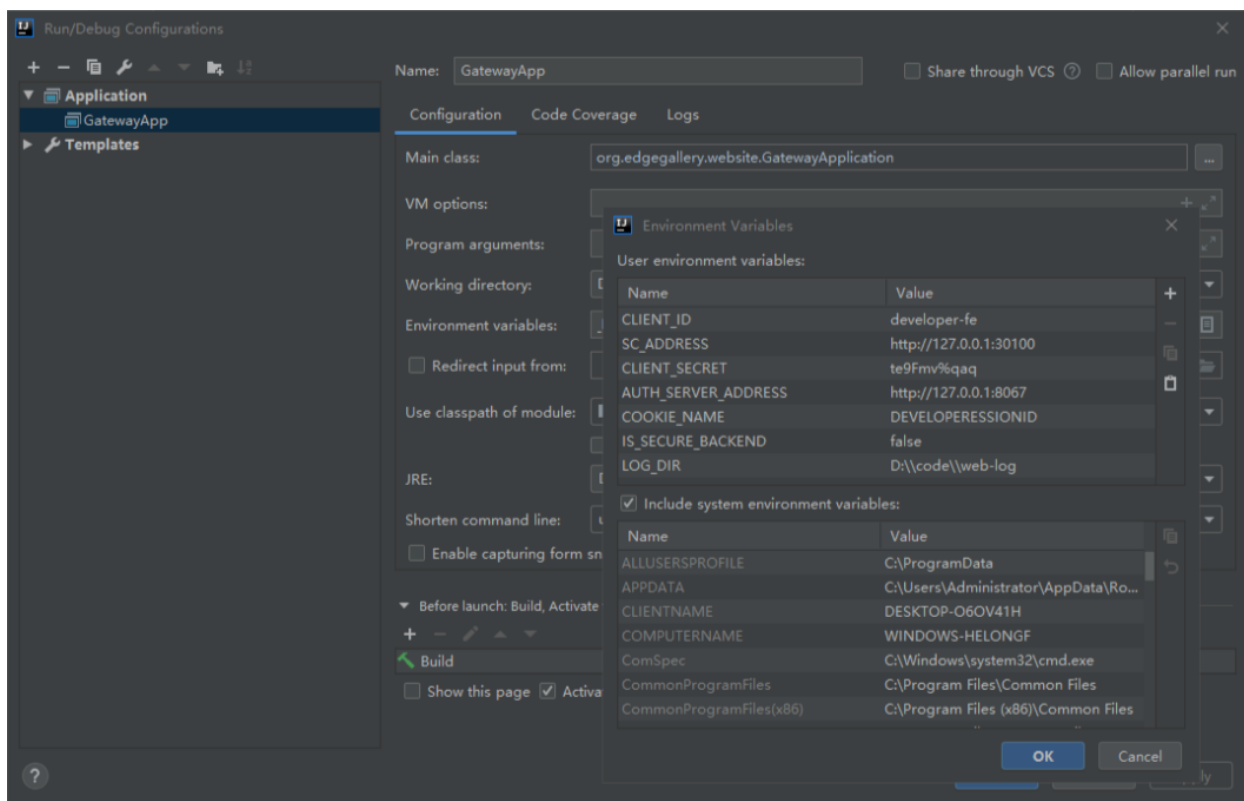 Run/Debug Configurations
Application
GatewayApp
Templates
Name: GatewayApp
Share through VCS
Allow parallel run
Configuration Code Coverage Logs
Main class: org.edgegallery.website.GatewayApplication
VM options:
Program arguments:
Working directory:
Environment variables:
Redirect input from:
Use classpath of module:
JRE:
Shorten command line:
Enable capturing form sn
Before launch: Build, Activate
Build
Show this page Activa
Environment Variables
User environment variables:
Name Value
CLIENT_ID developer-fe
SC_ADDRESS http://127.0.0.1:30100
CLIENT_SECRET te9Fmv%qaq
AUTH_SERVER_ADDRESS http://127.0.0.1:8067
COOKIE_NAME DEVELOPERESSIONID
IS_SECURE_BACKEND false
LOG_DIR D:\\code\\web-log
Include system environment variables:
Name Value
ALLUSERSPROFILE C:\ProgramData
APPDATA C:\Users\Administrator\AppData\Ro...
CLIENTNAME DESKTOP-O6OV41H
COMPUTERNAME WINDOWS-HELONGF
ComSpec C:\Windows\system32\cmd.exe
CommonProgramFiles C:\Program Files\Common Files
CommonProgramFiles(x86) C:\Program Files (x86)\Common Files
OK Cancel